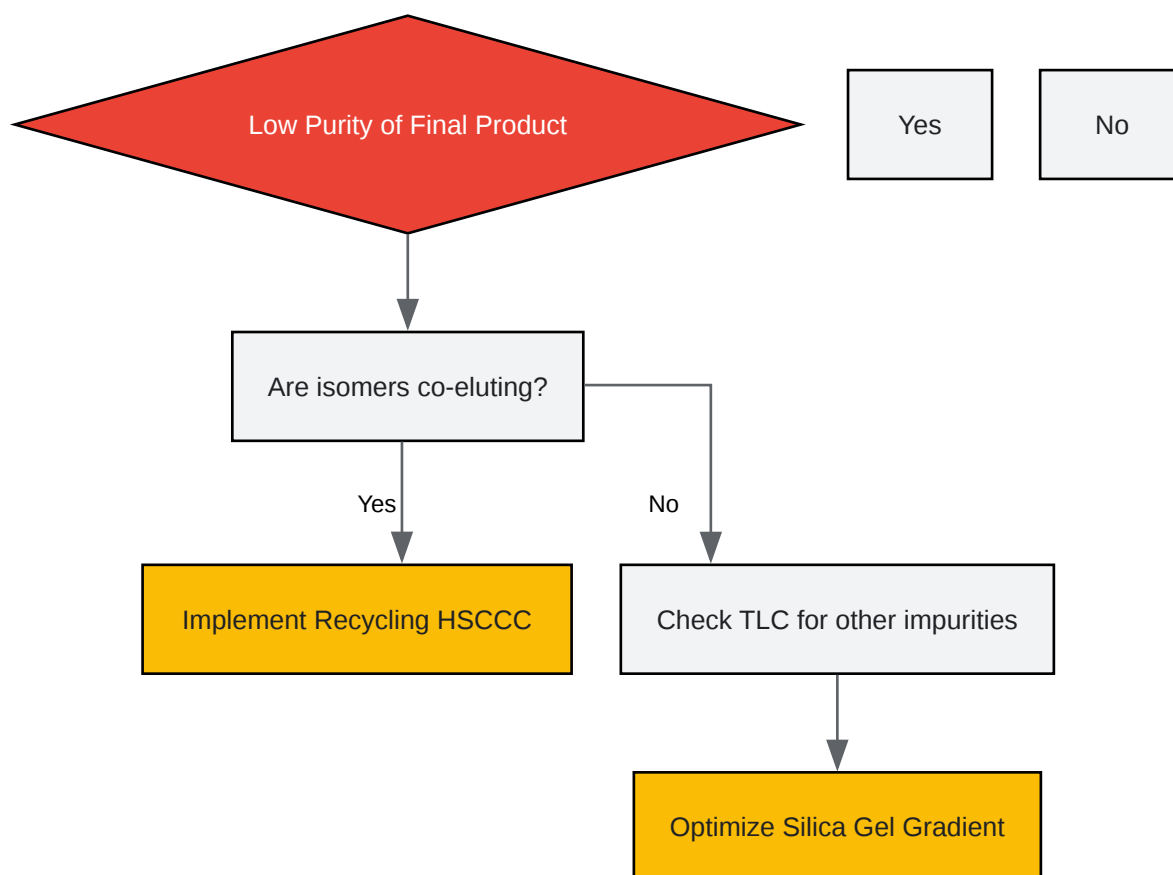 Low Purity of Final Product
Yes
No
Are isomers co-eluting?
Yes
No
Implement Recycling HSCCC
Check TLC for other impurities
Optimize Silica Gel Gradient